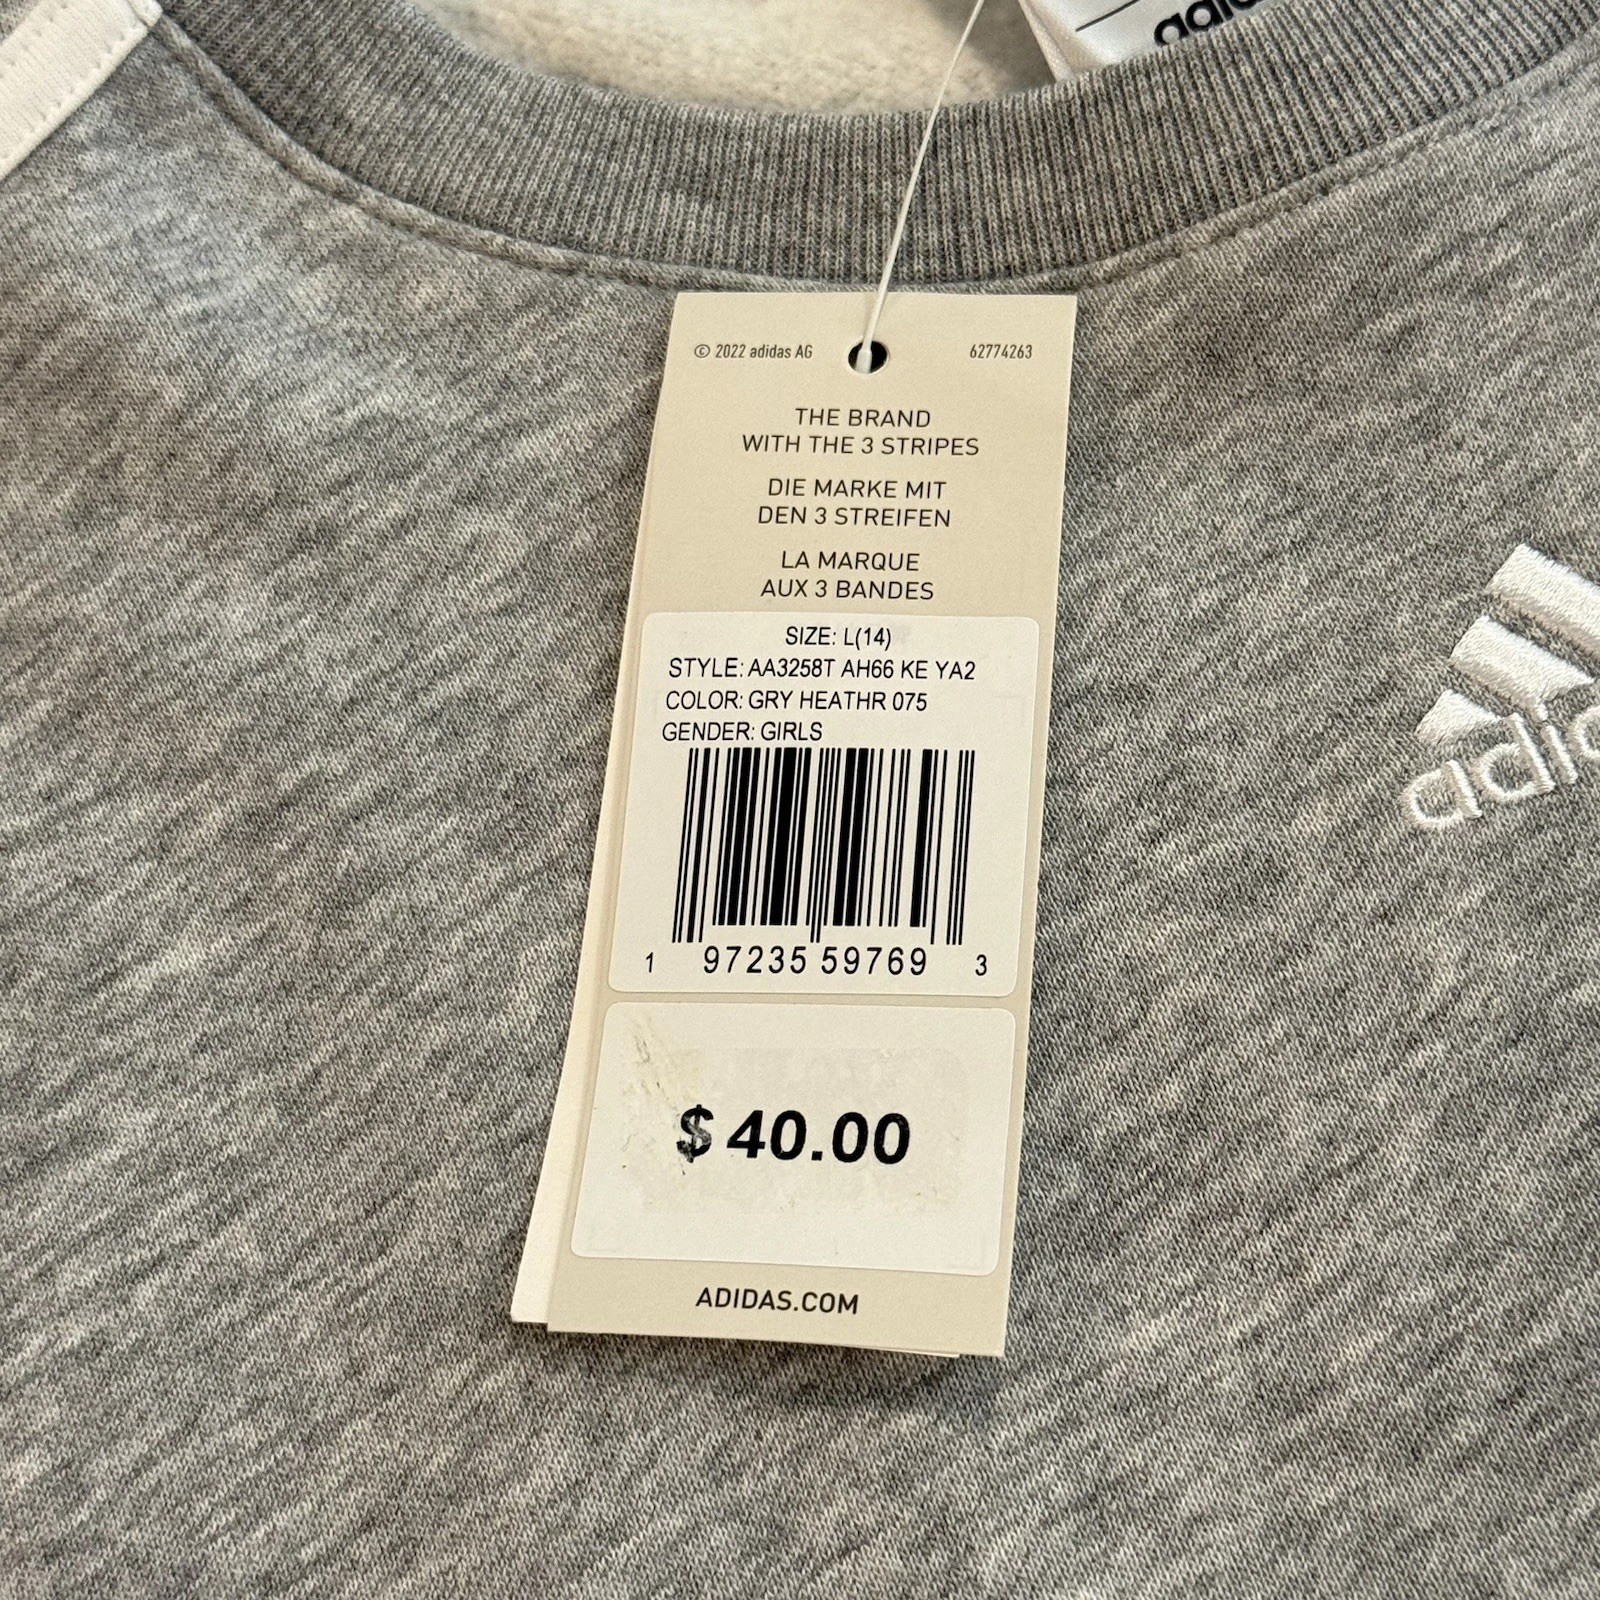 © 2022 adidas AG 62774263
THE BRAND
WITH THE 3 STRIPES
DIE MARKE MIT
DEN 3 STREIFEN
LA MARQUE
AUX 3 BANDES
SIZE: L(14)
STYLE: AA3258T AH66 KE YA2
COLOR: GRY HEATHR 075
GENDER: GIRLS
1 97235 59769 3
$40.00
ADIDAS.COM